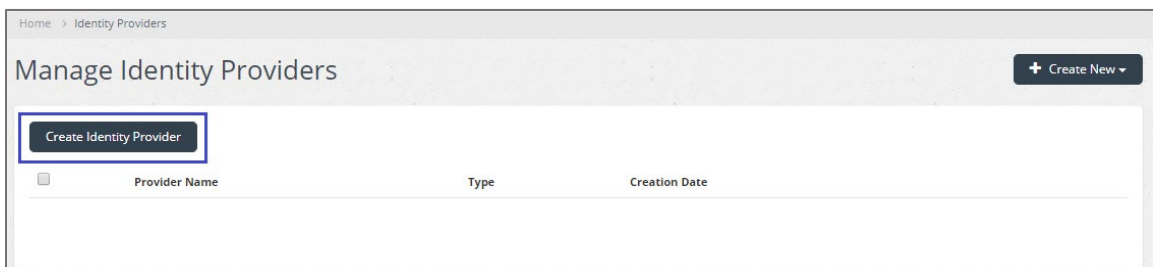 Home > Identity Providers
Manage Identity Providers
+ Create New
Create Identity Provider
Provider Name Type Creation Date